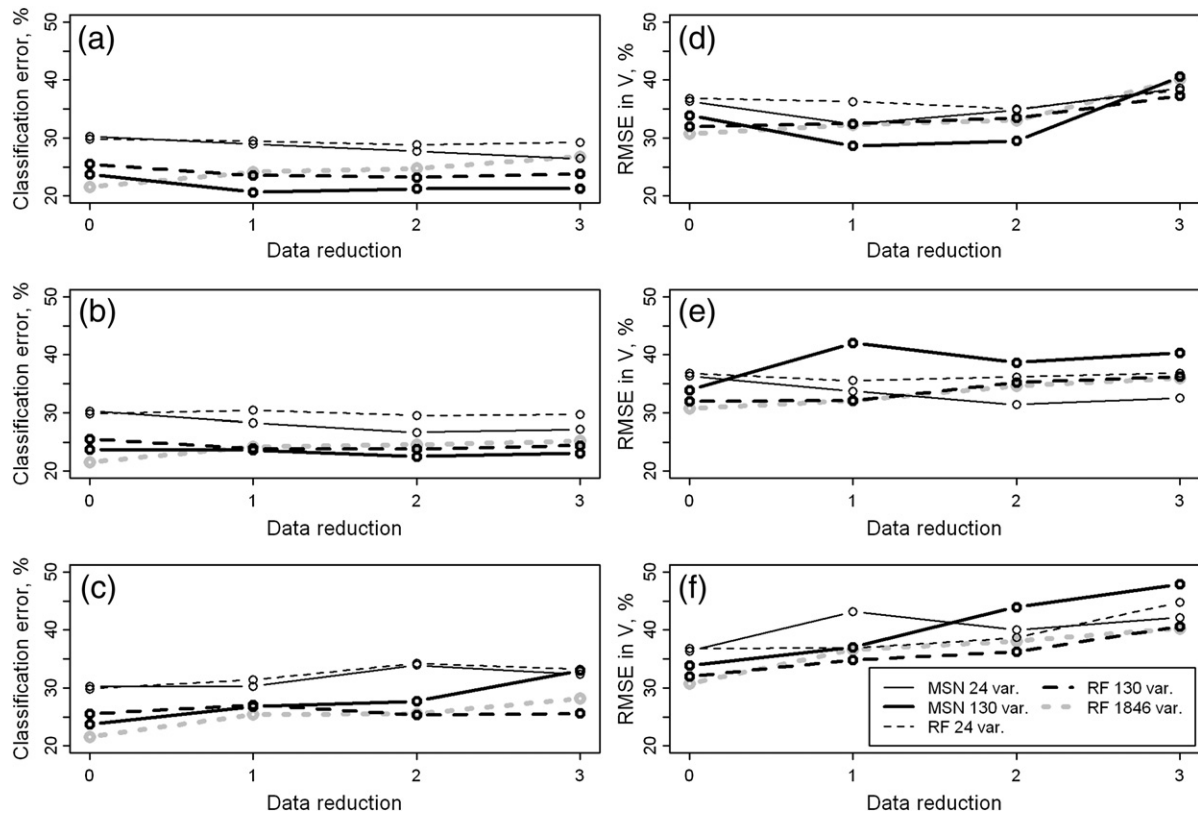 (a)
Classification error, %
50
40
30
20
0 1 2 3
Data reduction
(d)
RMSE in V, %
50
40
30
20
0 1 2 3
Data reduction
(b)
Classification error, %
50
40
30
20
0 1 2 3
Data reduction
(e)
RMSE in V, %
50
40
30
20
0 1 2 3
Data reduction
(c)
Classification error, %
50
40
30
20
0 1 2 3
Data reduction
(f)
RMSE in V, %
50
40
30
20
0 1 2 3
Data reduction
MSN 24 var.
MSN 130 var.
RF 24 var.
RF 130 var.
RF 1846 var.